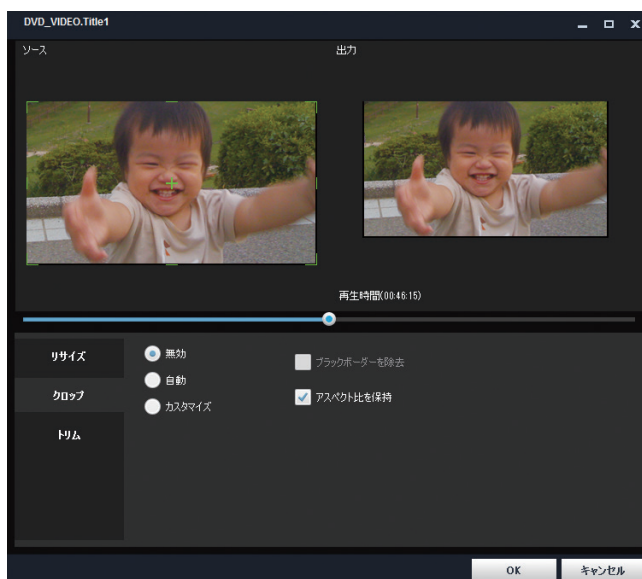 DVD_VIDEO.Title1
ソース
出力
再生時間(00:46:15)
リサイズ
クロップ
トリム
無効
自動
カスタマイズ
ブラックボーダーを除去
アスペクト比を保持
OK
キャンセル